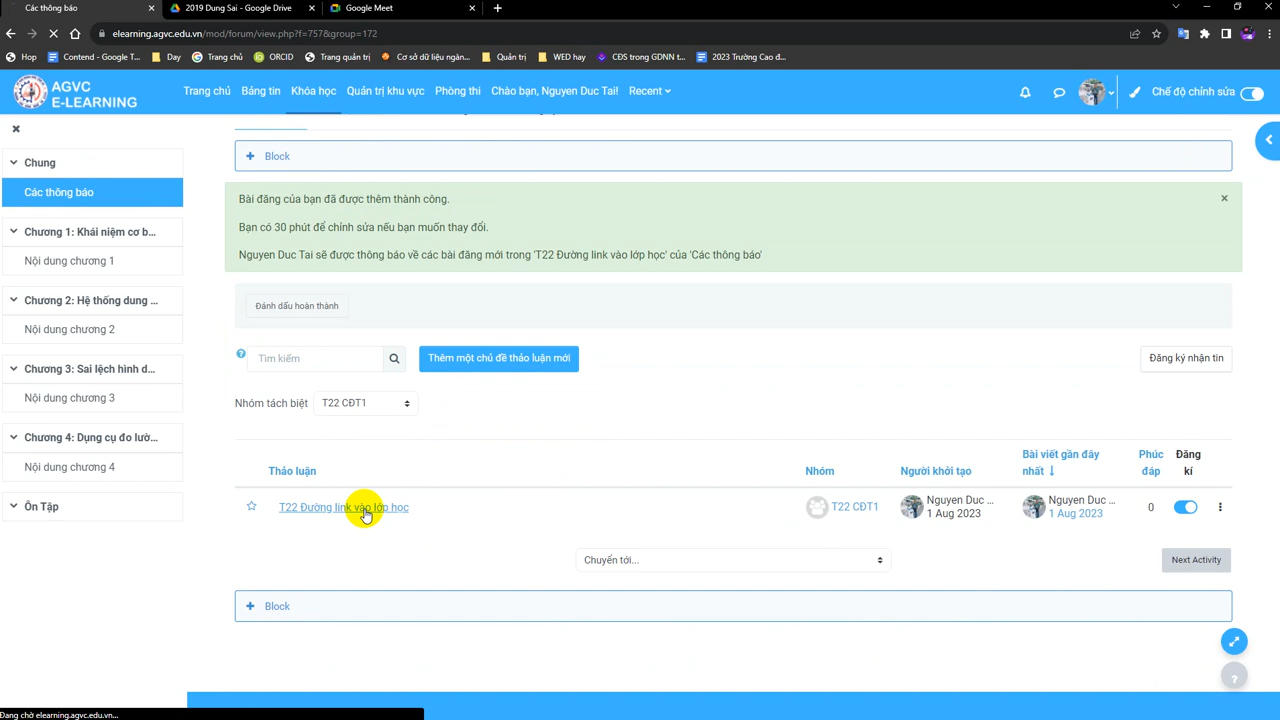 Các thông báo
2019 Dung Sai - Google Drive
Google Meet
elearning.agvc.edu.vn/mod/forum/view.php?f=757&group=172
Hop
Contend - Google T...
Day
Trang chủ
ORCID
Trang quản trị
Cơ sở dữ liệu ngàn...
Quản trị
WED hay
CĐS trong GDNN t...
2023 Trường Cao đ...
AGVC
E-LEARNING
Trang chủ
Bảng tin
Khóa học
Quản trị khu vực
Phòng thi
Chào bạn, Nguyen Duc Tai!
Recent
Chế độ chỉnh sửa
Chung
Các thông báo
Chương 1: Khái niệm cơ b...
Nội dung chương 1
Chương 2: Hệ thống dung ...
Nội dung chương 2
Chương 3: Sai lệch hình d...
Nội dung chương 3
Chương 4: Dụng cụ đo lườ...
Nội dung chương 4
Ôn Tập
Block
Bài đăng của bạn đã được thêm thành công.
Bạn có 30 phút để chỉnh sửa nếu bạn muốn thay đổi.
Nguyen Duc Tai sẽ được thông báo về các bài đăng mới trong 'T22 Đường link vào lớp học' của 'Các thông báo'
Đánh dấu hoàn thành
Tìm kiếm
Thêm một chủ đề thảo luận mới
Đăng ký nhận tin
Nhóm tách biệt
T22 CĐT1
Thảo luận
Nhóm
Người khởi tạo
Bài viết gần đây
nhất ↓
Phúc
đáp
Đăng
kí
T22 Đường link vào lớp học
T22 CĐT1
Nguyen Duc ...
1 Aug 2023
Nguyen Duc ...
1 Aug 2023
0
Chuyển tới...
Next Activity
Block
Đang chờ elearning.agvc.edu.vn...